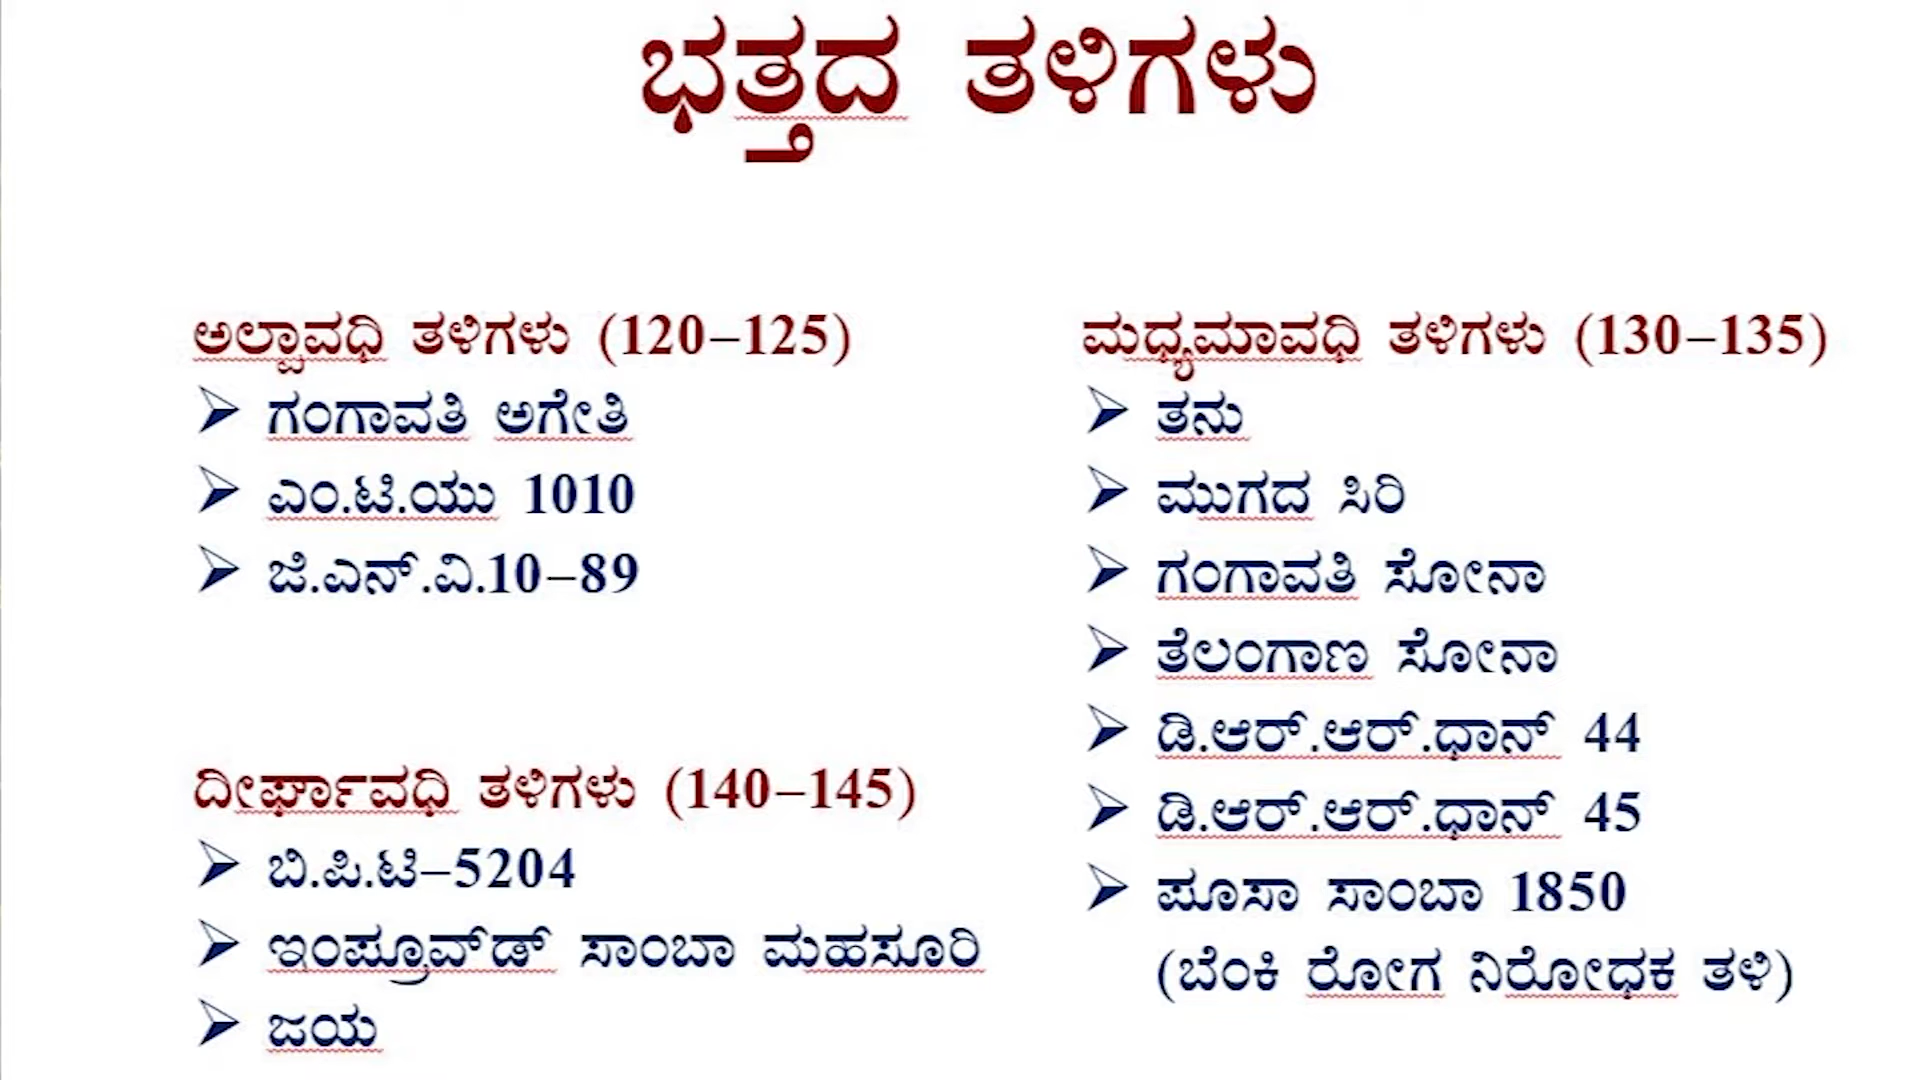 ಭತ್ತದ ತಳಿಗಳು
ಅಲ್ಪಾವಧಿ ತಳಿಗಳು (120–125)
➢ ಗಂಗಾವತಿ ಅಗೇತಿ
➢ ಎಂ.ಟಿ.ಯು 1010
➢ ಜಿ.ಎನ್.ವಿ.10–89
ದೀರ್ಘಾವಧಿ ತಳಿಗಳು (140–145)
➢ ಬಿ.ಪಿ.ಟಿ–5204
➢ ಇಂಪ್ರೂವ್‌ಡ್ ಸಾಂಬಾ ಮಹಸೂರಿ
➢ ಜಯ
ಮಧ್ಯಮಾವಧಿ ತಳಿಗಳು (130–135)
➢ ತನು
➢ ಮುಗದ ಸಿರಿ
➢ ಗಂಗಾವತಿ ಸೋನಾ
➢ ತೆಲಂಗಾಣ ಸೋನಾ
➢ ಡಿ.ಆರ್.ಆರ್.ಧಾನ್ 44
➢ ಡಿ.ಆರ್.ಆರ್.ಧಾನ್ 45
➢ ಪೂಸಾ ಸಾಂಬಾ 1850
(ಬೆಂಕಿ ರೋಗ ನಿರೋಧಕ ತಳಿ)